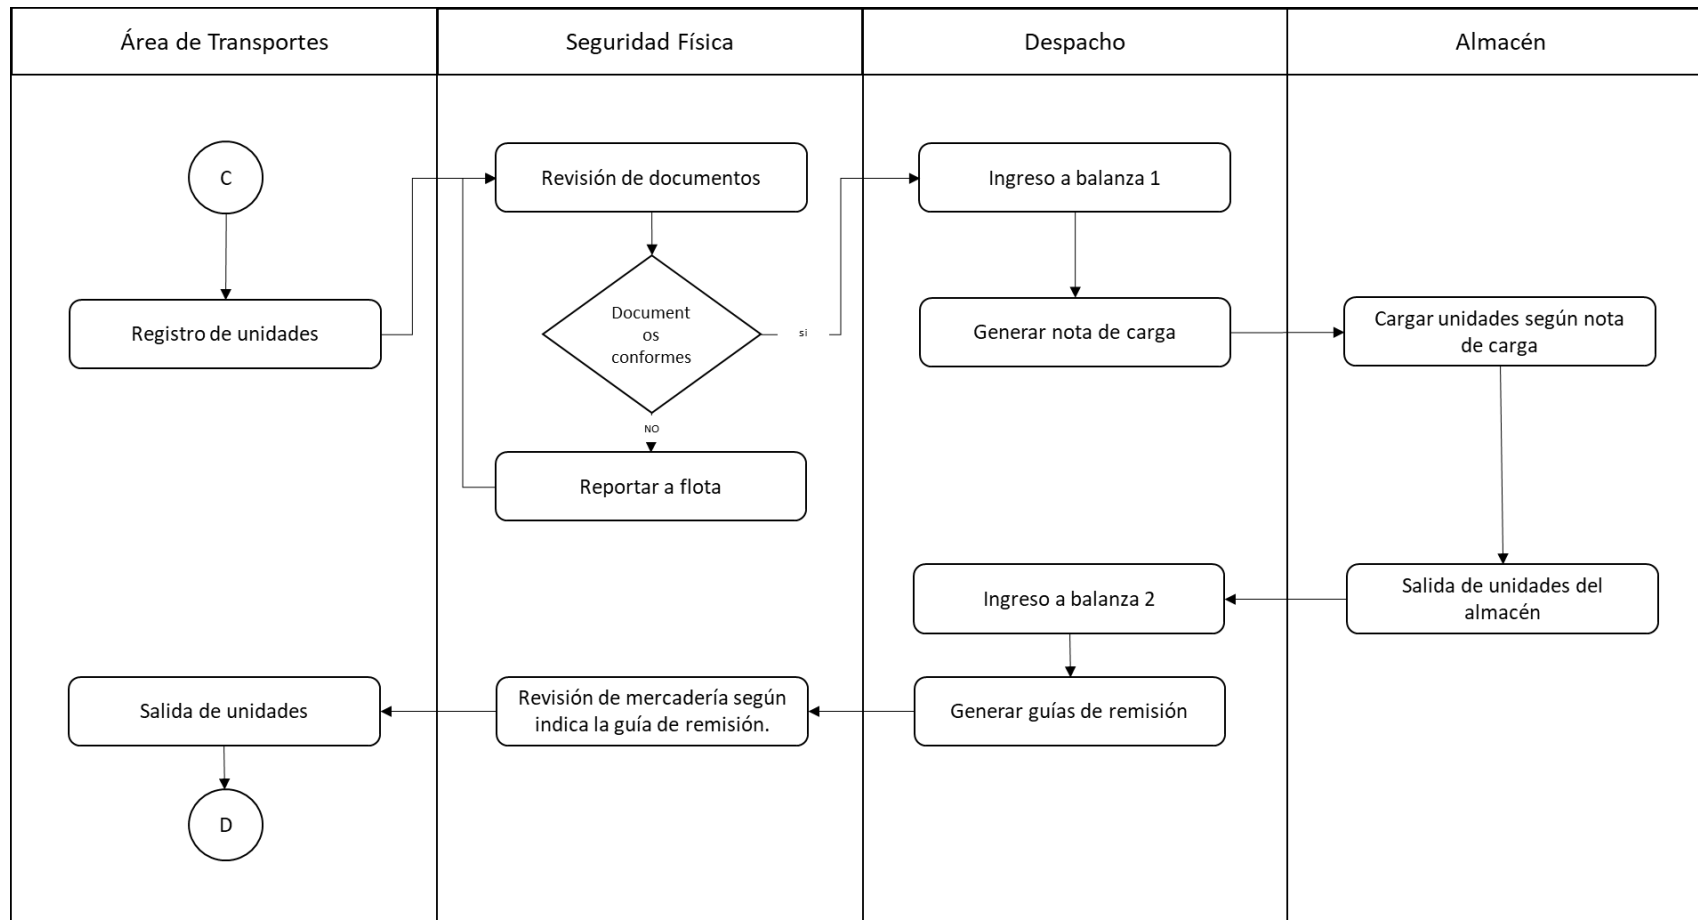 Área de Transportes
Seguridad Física
Despacho
Almacén
C
Revisión de documentos
Ingreso a balanza 1
Registro de unidades
Document
os
conformes
si
Generar nota de carga
Cargar unidades según nota
de carga
NO
Reportar a flota
Ingreso a balanza 2
Salida de unidades del
almacén
Salida de unidades
Revisión de mercadería según
indica la guía de remisión.
Generar guías de remisión
D